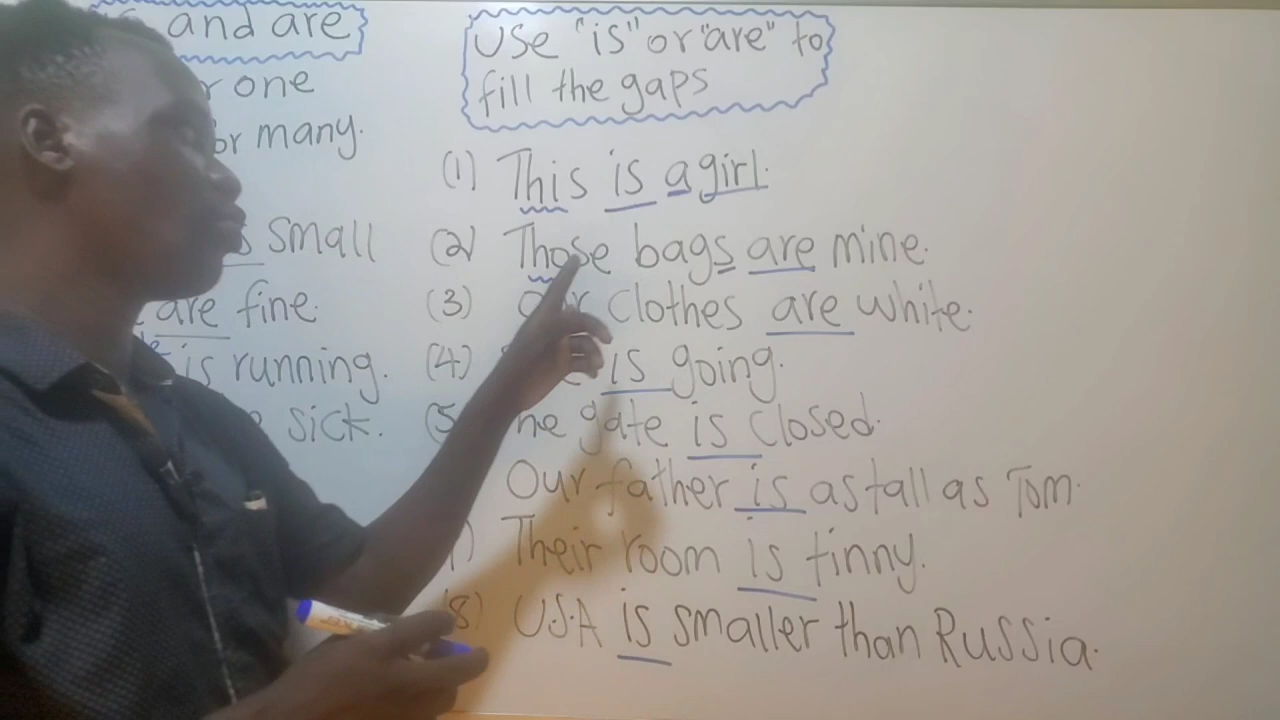 and are
one
or many.
small
are fine.
is running.
sick.
Use "is" or "are" to
fill the gaps
(1) This is a girl.
(2) Those bags are mine.
(3) Our clothes are white.
(4) is going.
(5 gate is closed.
Our father is as tall as Tom.
) Their room is tinny.
8) U.S.A is smaller than Russia.